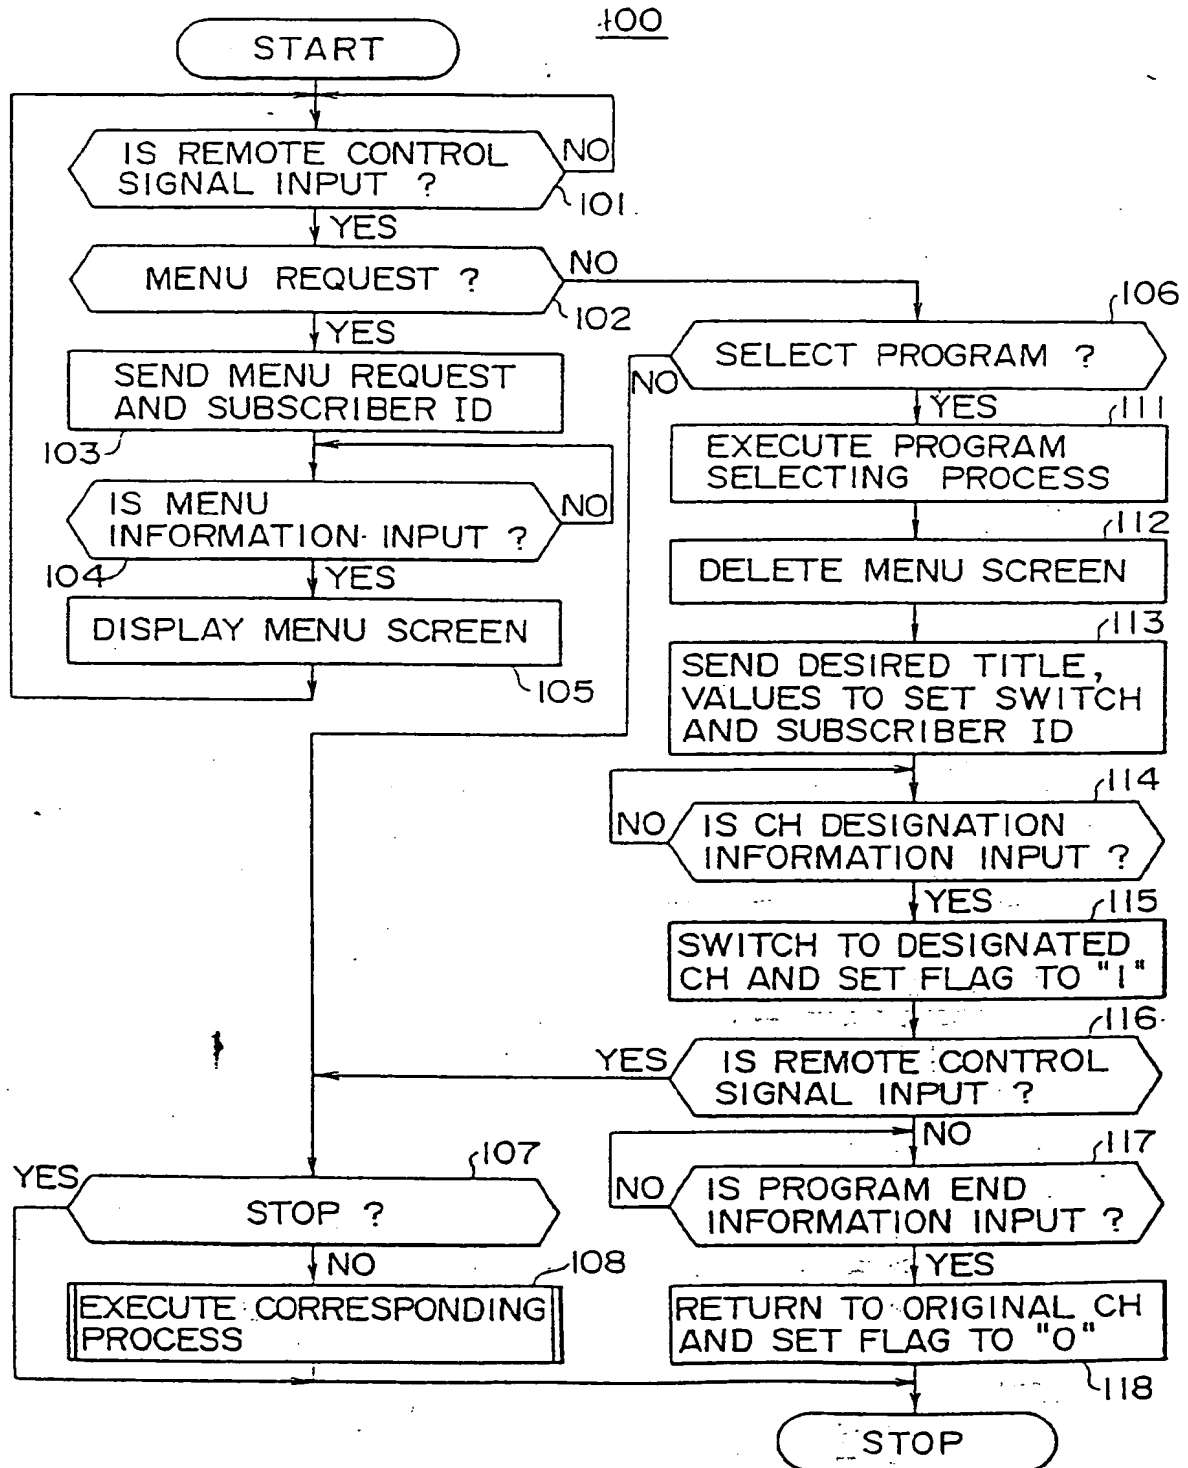 100
START
IS REMOTE CONTROL
SIGNAL INPUT ?
NO
101
YES
MENU REQUEST ?
NO
102
YES
SEND MENU REQUEST
AND SUBSCRIBER ID
103
IS MENU
INFORMATION INPUT ?
NO
104
YES
DISPLAY MENU SCREEN
105
106
SELECT PROGRAM ?
NO
YES
111
EXECUTE PROGRAM
SELECTING PROCESS
112
DELETE MENU SCREEN
113
SEND DESIRED TITLE,
VALUES TO SET SWITCH
AND SUBSCRIBER ID
114
NO
IS CH DESIGNATION
INFORMATION INPUT ?
YES
115
SWITCH TO DESIGNATED
CH AND SET FLAG TO "1"
116
YES
IS REMOTE CONTROL
SIGNAL INPUT ?
NO
117
NO
IS PROGRAM END
INFORMATION INPUT ?
YES
RETURN TO ORIGINAL CH
AND SET FLAG TO "0"
118
107
YES
STOP ?
NO
108
EXECUTE CORRESPONDING
PROCESS
STOP